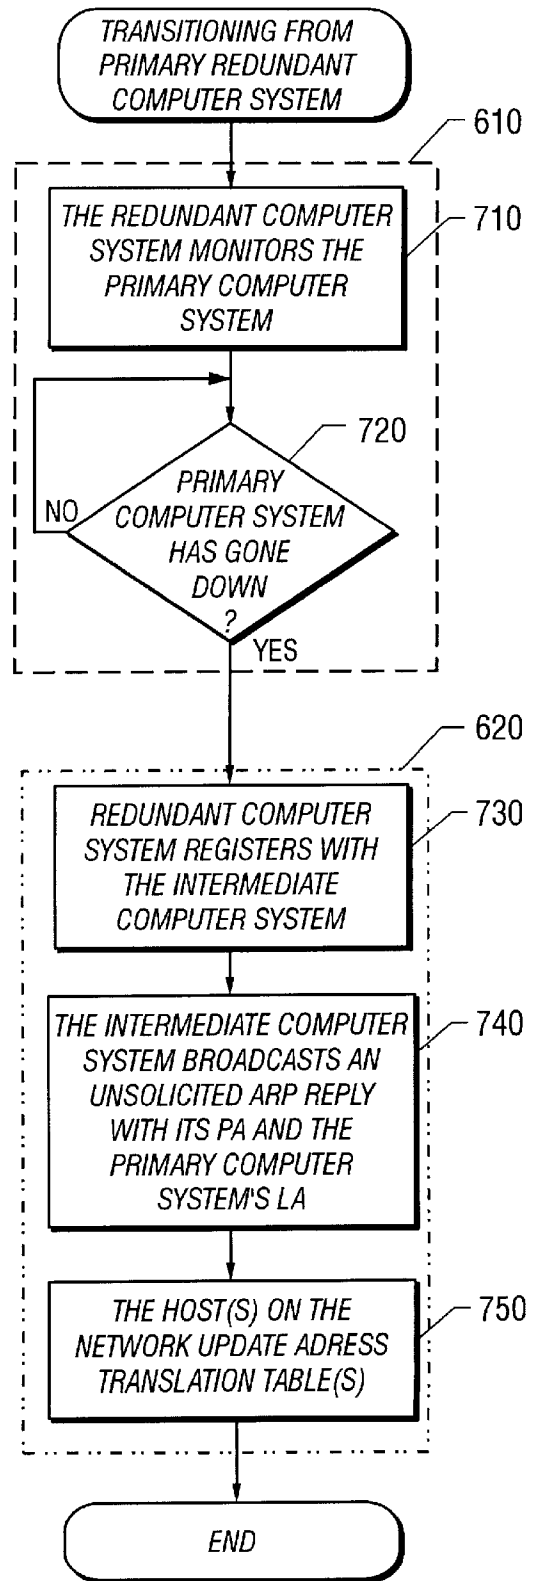 TRANSITIONING FROM
PRIMARY REDUNDANT
COMPUTER SYSTEM
610
THE REDUNDANT COMPUTER
SYSTEM MONITORS THE
PRIMARY COMPUTER
SYSTEM
710
720
PRIMARY
COMPUTER SYSTEM
HAS GONE
DOWN
?
NO
YES
620
REDUNDANT COMPUTER
SYSTEM REGISTERS WITH
THE INTERMEDIATE
COMPUTER SYSTEM
730
THE INTERMEDIATE COMPUTER
SYSTEM BROADCASTS AN
UNSOLICITED ARP REPLY
WITH ITS PA AND THE
PRIMARY COMPUTER
SYSTEM'S LA
740
THE HOST(S) ON THE
NETWORK UPDATE ADRESS
TRANSLATION TABLE(S)
750
END